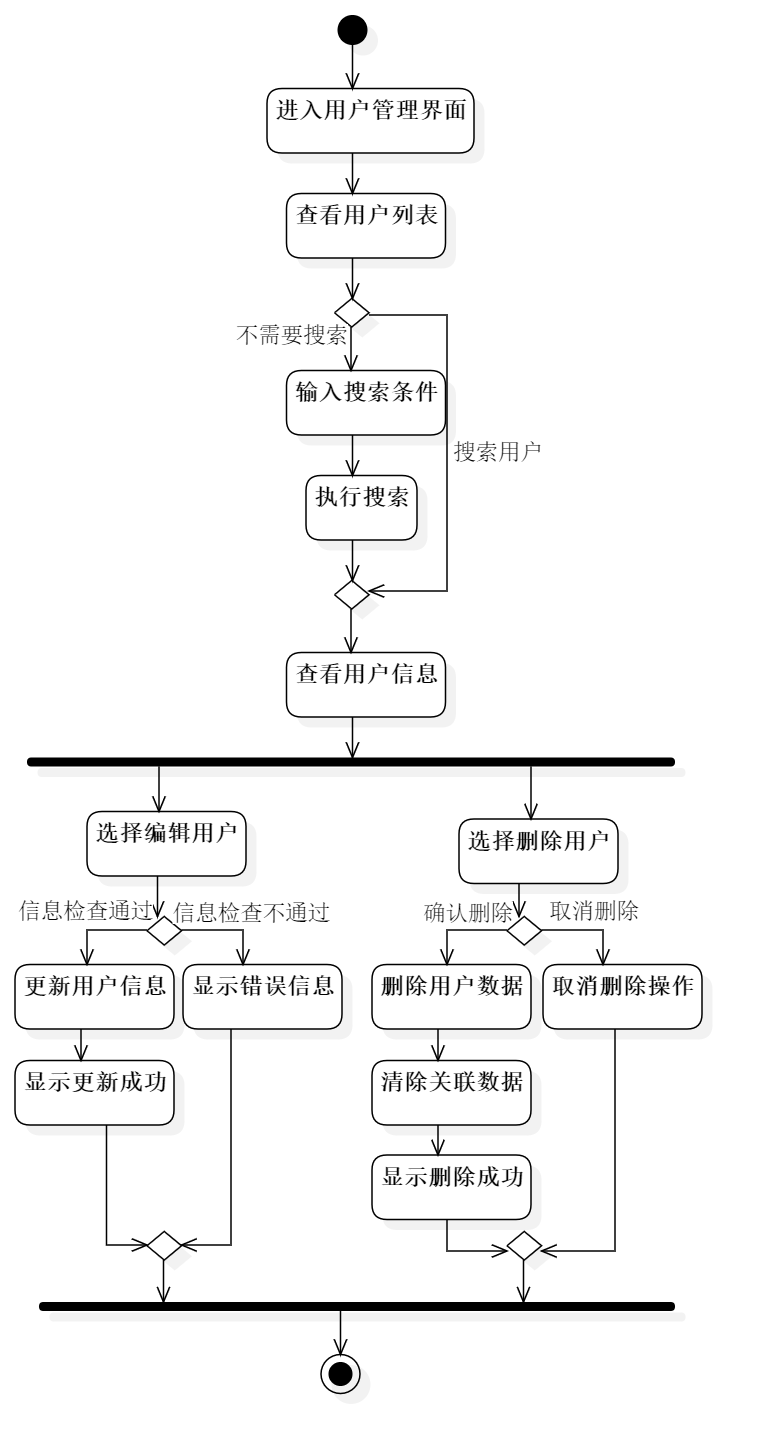 进入用户管理界面
查看用户列表
不需要搜索
输入搜索条件
搜索用户
执行搜索
查看用户信息
选择编辑用户
选择删除用户
信息检查通过
信息检查不通过
确认删除
取消删除
更新用户信息
显示错误信息
删除用户数据
取消删除操作
显示更新成功
清除关联数据
显示删除成功